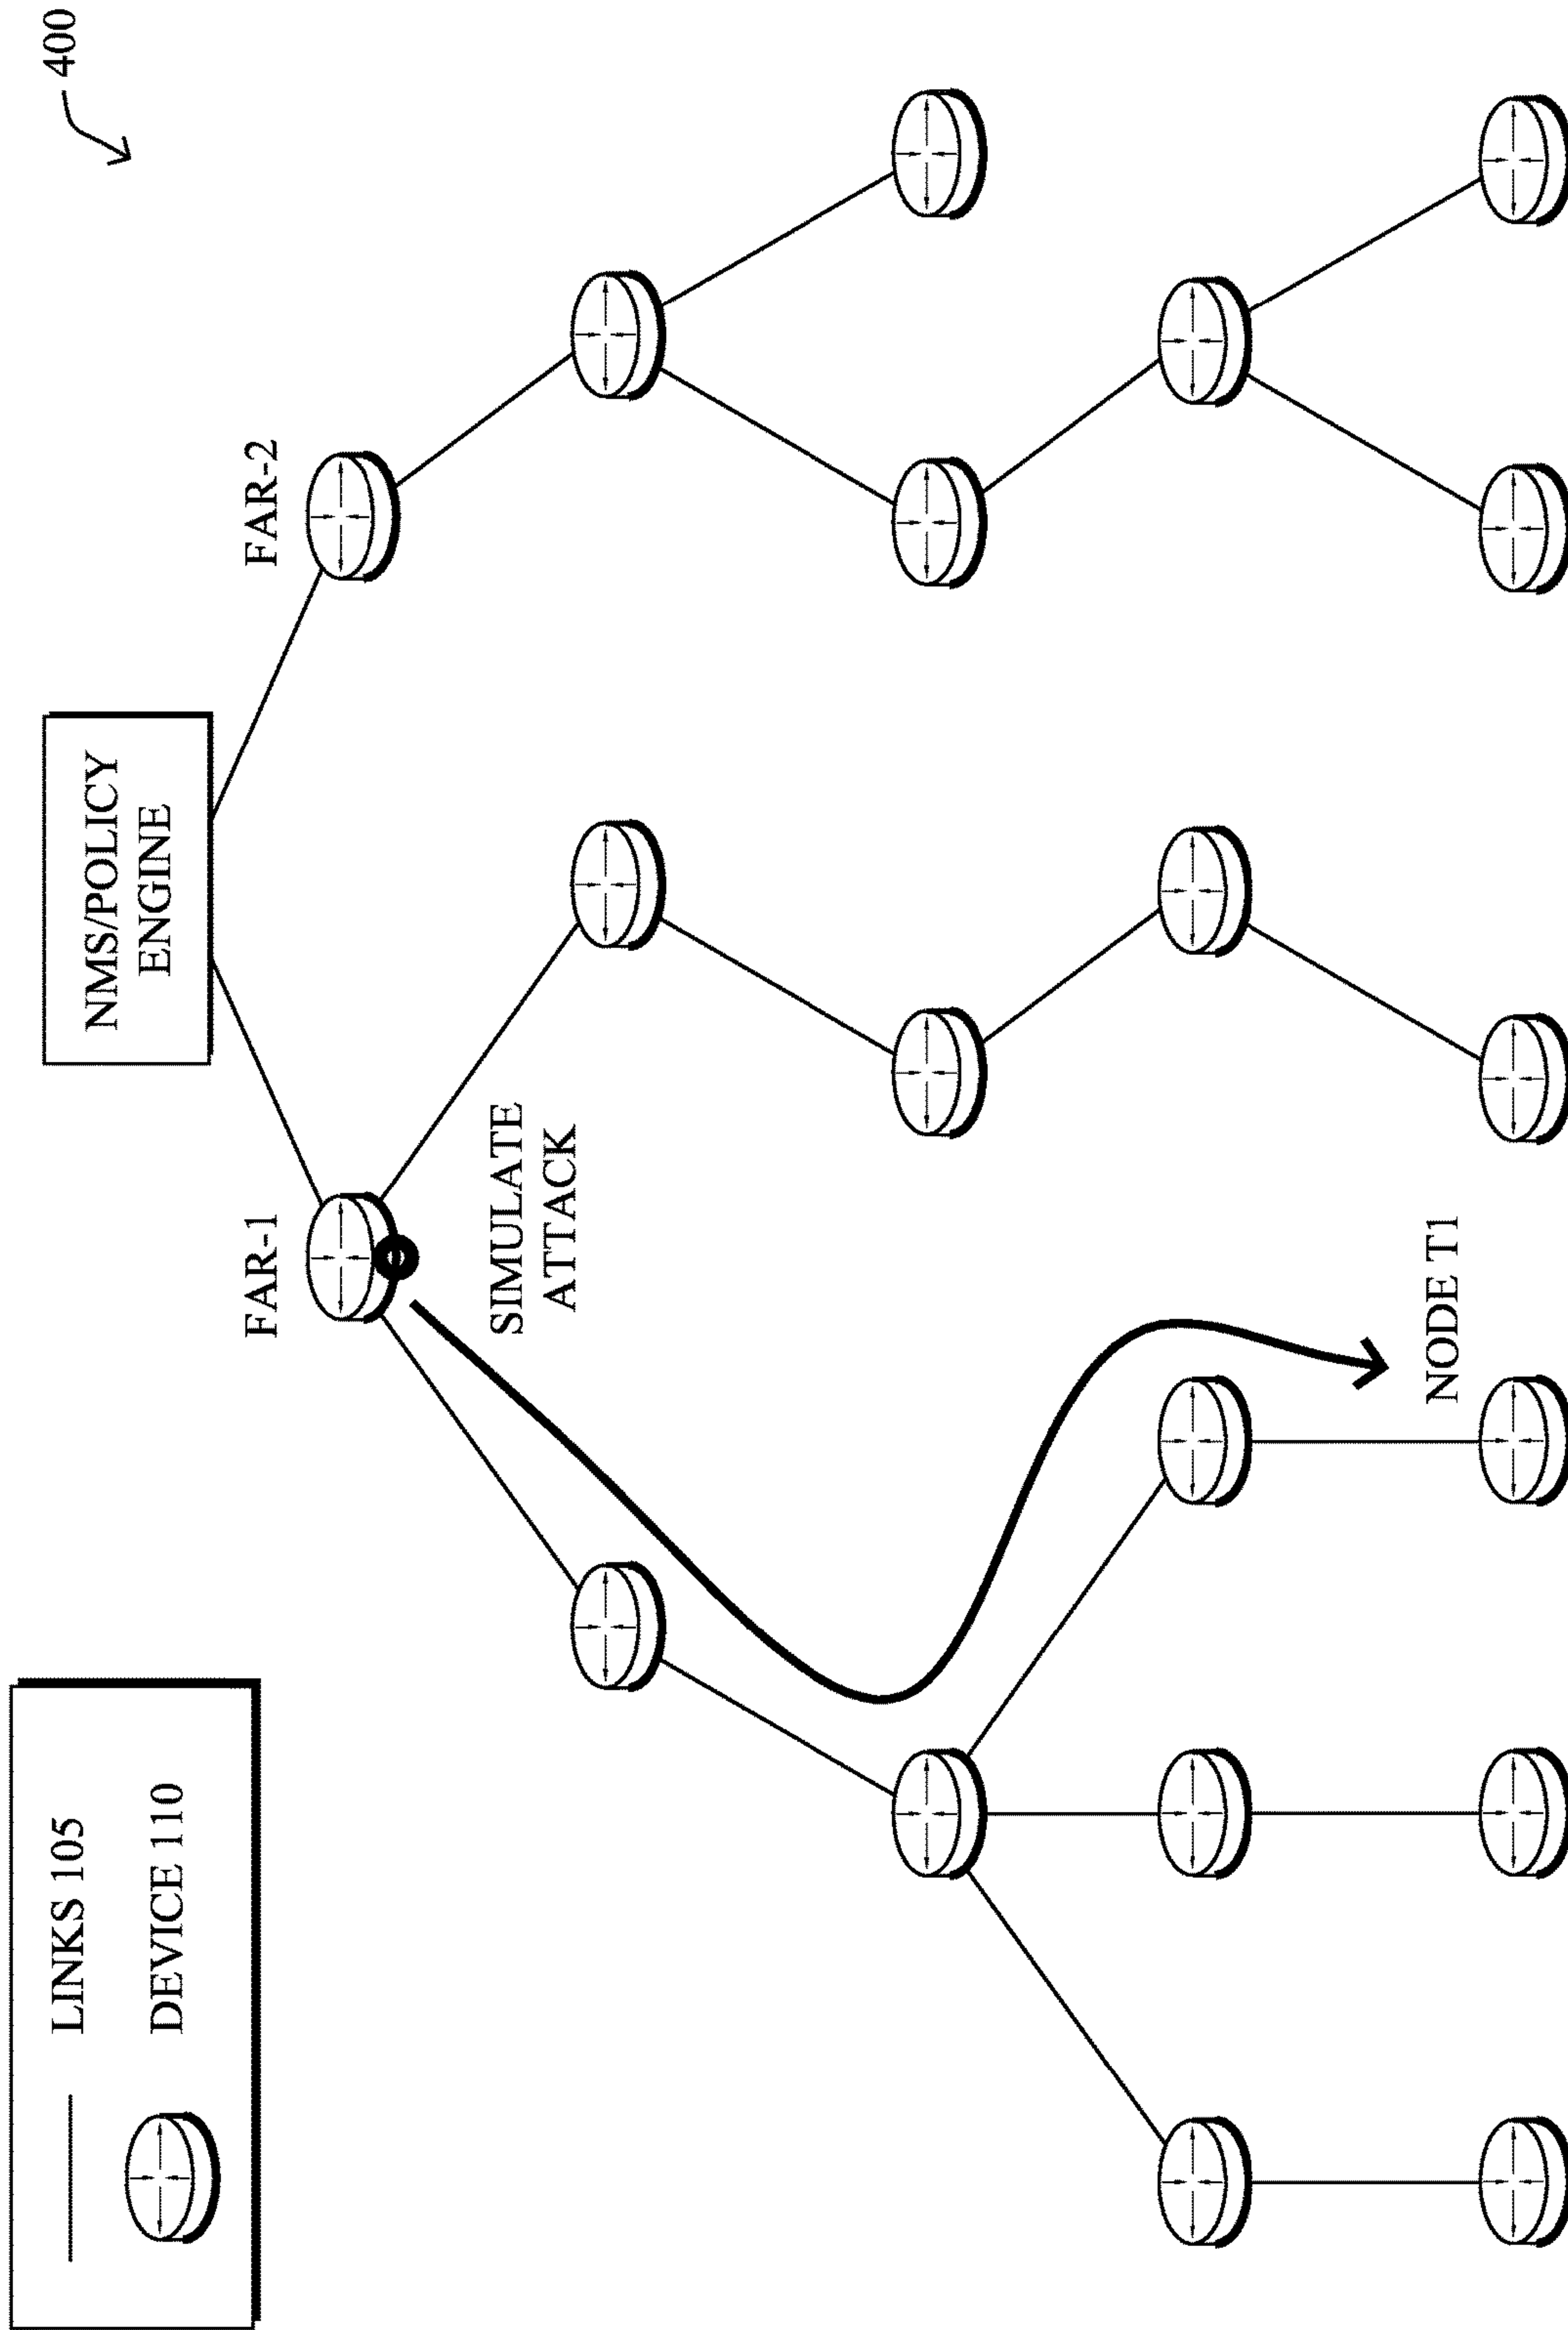 400
LINKS 105
DEVICE 110
NMS/POLICY
ENGINE
FAR-1
FAR-2
SIMULATE
ATTACK
NODE T1